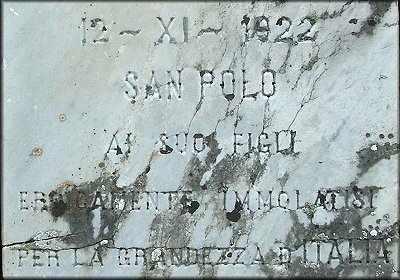 12 - XI - 1922
SAN POLO
AI SUOI FIGLI
EROICAMENTE IMMOLATISI
PER LA GRANDEZZA D'ITALIA